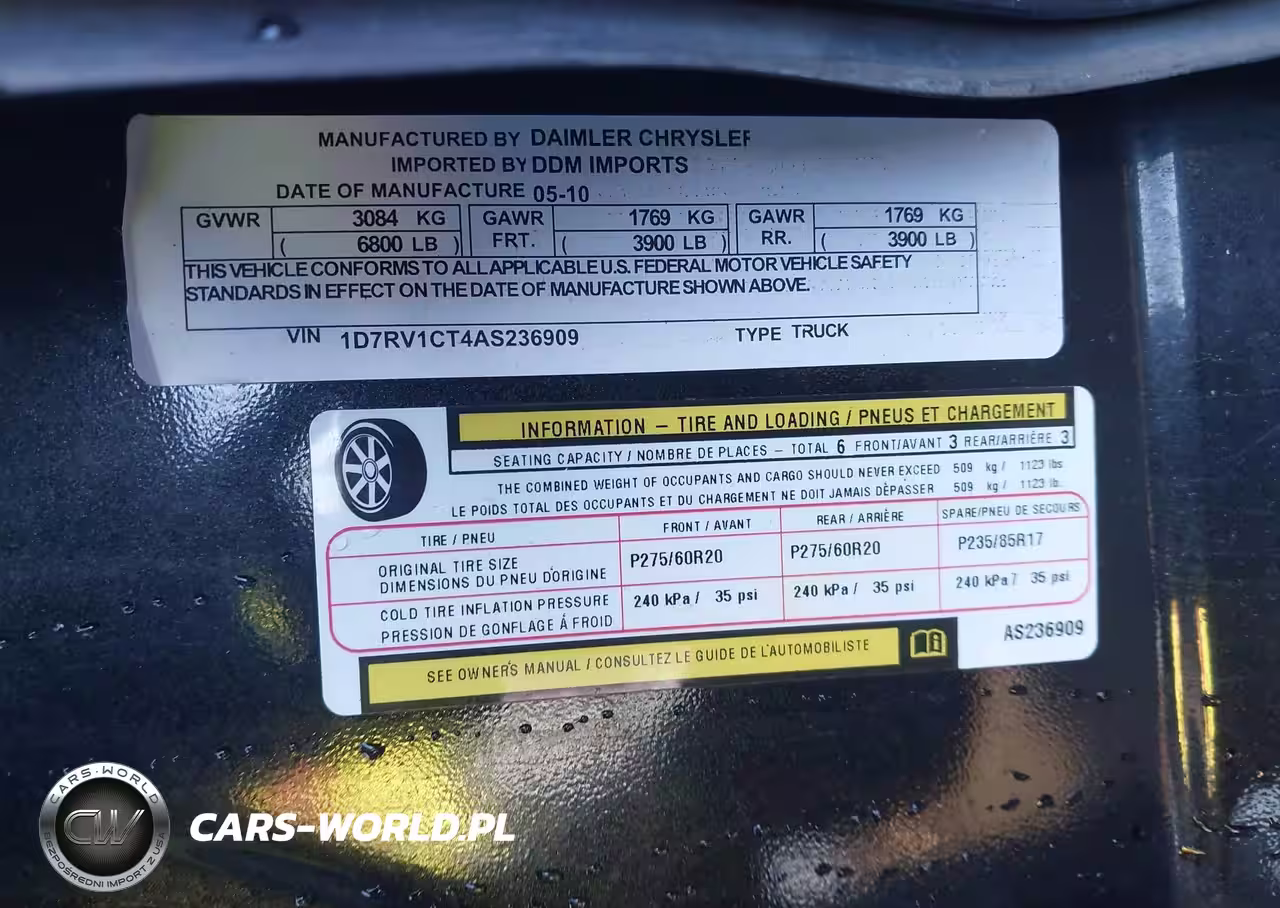 MANUFACTURED BY DAIMLER CHRYSLER
IMPORTED BY DDM IMPORTS
DATE OF MANUFACTURE 05-10
GVWR 3084 KG GAWR 1769 KG GAWR 1769 KG
( 6800 LB ) FRT. ( 3900 LB ) RR. ( 3900 LB )
THIS VEHICLE CONFORMS TO ALL APPLICABLE U.S. FEDERAL MOTOR VEHICLE SAFETY
STANDARDS IN EFFECT ON THE DATE OF MANUFACTURE SHOWN ABOVE.
VIN 1D7RV1CT4AS236909 TYPE TRUCK
INFORMATION – TIRE AND LOADING / PNEUS ET CHARGEMENT
SEATING CAPACITY / NOMBRE DE PLACES – TOTAL 6 FRONT/AVANT 3 REAR/ARRIÈRE 3
THE COMBINED WEIGHT OF OCCUPANTS AND CARGO SHOULD NEVER EXCEED 509 kg / 1123 lbs
LE POIDS TOTAL DES OCCUPANTS ET DU CHARGEMENT NE DOIT JAMAIS DÈPASSER 509 kg / 1123 lb.
TIRE / PNEU FRONT / AVANT REAR / ARRIÈRE SPARE/PNEU DE SECOURS
ORIGINAL TIRE SIZE
DIMENSIONS DU PNEU D'ORIGINE P275/60R20 P275/60R20 P235/85R17
COLD TIRE INFLATION PRESSURE
PRESSION DE GONFLAGE À FROID 240 kPa / 35 psi 240 kPa / 35 psi 240 kPa / 35 psi
AS236909
SEE OWNER'S MANUAL / CONSULTEZ LE GUIDE DE L'AUTOMOBILISTE
CARS-WORLD
CW
BEZPOŚREDNI IMPORT Z USA
CARS-WORLD.PL